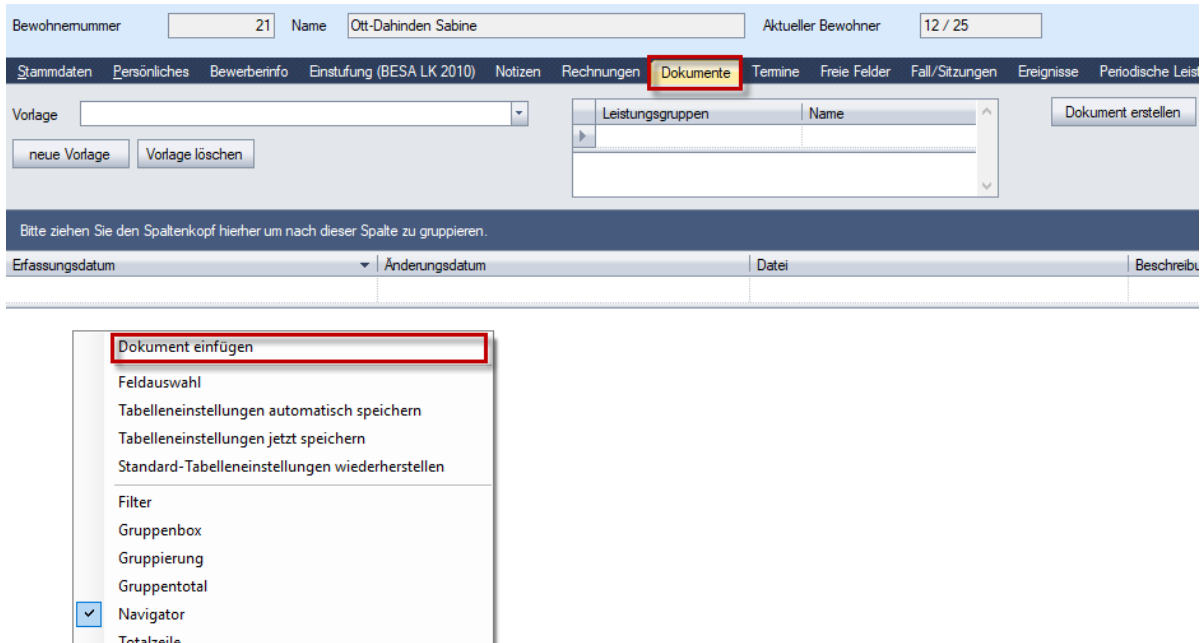 Bewohnernummer 21 Name Ott-Dahinden Sabine Aktueller Bewohner 12 / 25
Stammdaten Persönliches Bewerberinfo Einstufung (BESA LK 2010) Notizen Rechnungen Dokumente Termine Freie Felder Fall/Sitzungen Ereignisse Periodische Leist
Vorlage Leistungsgruppen Name Dokument erstellen
neue Vorlage Vorlage löschen
Bitte ziehen Sie den Spaltenkopf hierher um nach dieser Spalte zu gruppieren.
Erfassungsdatum Änderungsdatum Datei Beschreibu
Dokument einfügen
Feldauswahl
Tabelleneinstellungen automatisch speichern
Tabelleneinstellungen jetzt speichern
Standard-Tabelleneinstellungen wiederherstellen
Filter
Gruppenbox
Gruppierung
Gruppentotal
Navigator
Totalzeile